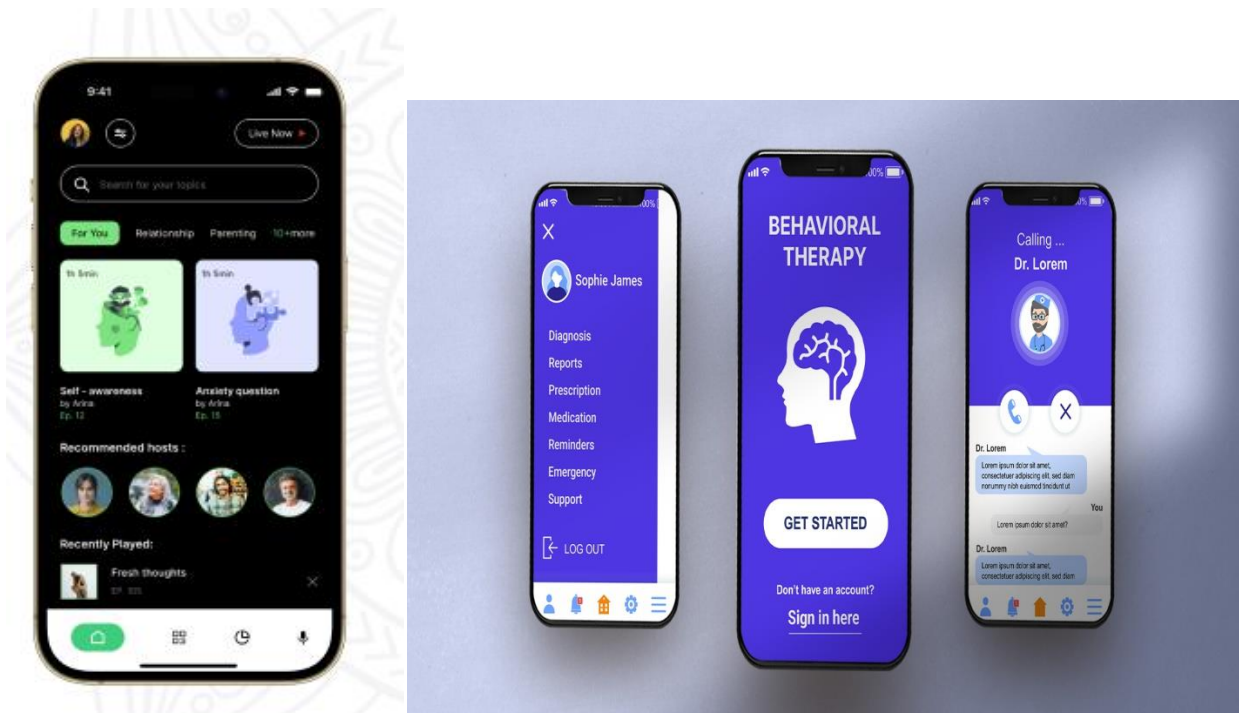 9:41
Live Now
Search for your topics
For You Relationship Parenting 10+more
1h 5min
1h 5min
Self - awareness
by Arina
Ep. 12
Anxiety question
by Arina
Ep. 15
Recommended hosts :
Recently Played:
Fresh thoughts
Sophie James
Diagnosis
Reports
Prescription
Medication
Reminders
Emergency
Support
LOG OUT
BEHAVIORAL
THERAPY
GET STARTED
Don't have an account?
Sign in here
Calling ...
Dr. Lorem
Dr. Lorem
Lorem ipsum dolor sit amet,
consectetuer adipiscing elit, sed diam
nonummy nibh euismod tincidunt ut
You
Lorem ipsum dolor sit amet?
Dr. Lorem
Lorem ipsum dolor sit amet,
consectetuer adipiscing elit, sed diam